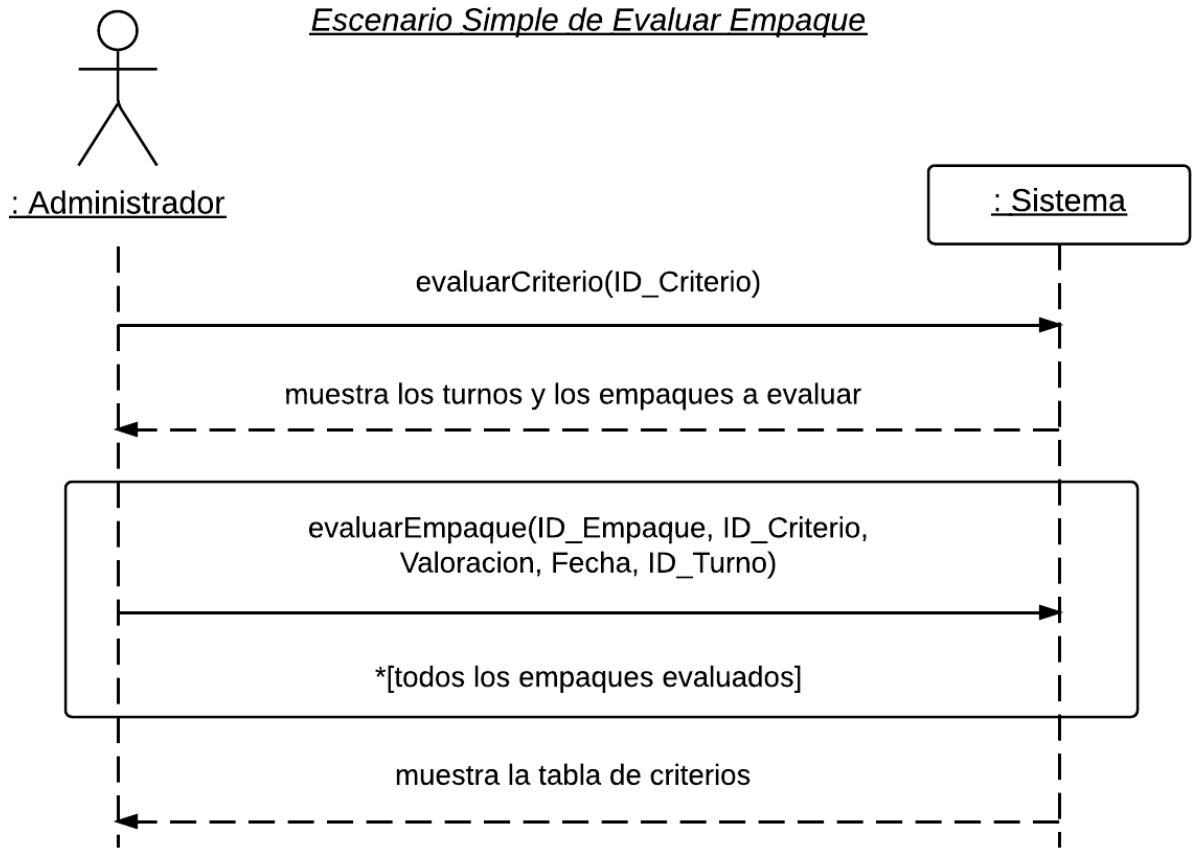 Escenario Simple de Evaluar Empaque
: Administrador
: Sistema
evaluarCriterio(ID_Criterio)
muestra los turnos y los empaques a evaluar
evaluarEmpaque(ID_Empaque, ID_Criterio,
Valoracion, Fecha, ID_Turno)
*[todos los empaques evaluados]
muestra la tabla de criterios